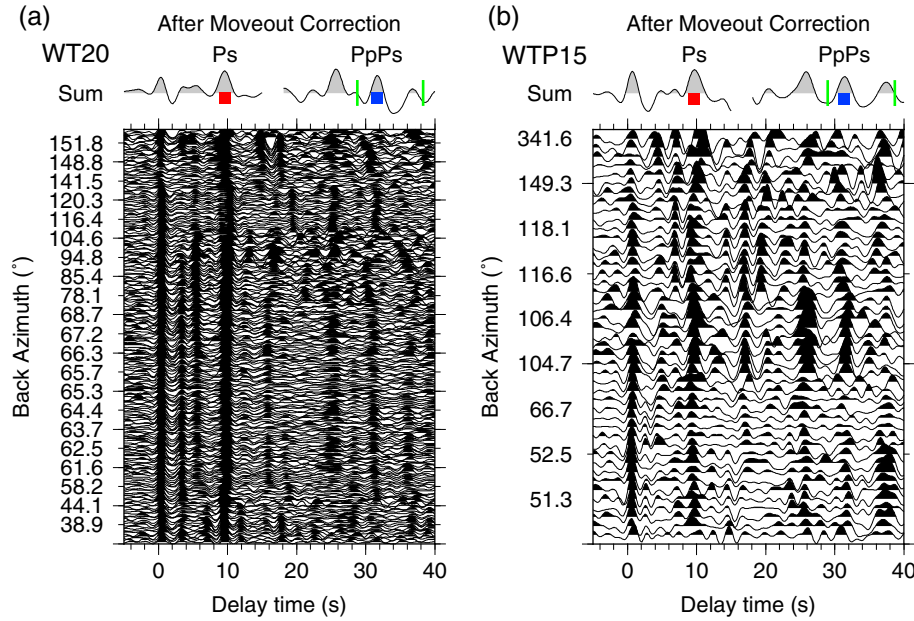 (a)
After Moveout Correction
WT20
Ps
PpPs
Sum
151.8
148.8
141.5
120.3
116.4
104.6
94.8
85.4
78.1
68.7
67.2
66.3
65.7
65.3
64.4
63.7
62.5
61.6
58.2
44.1
38.9
Back Azimuth (°)
0 10 20 30 40
Delay time (s)
(b)
After Moveout Correction
WTP15
Ps
PpPs
Sum
341.6
149.3
118.1
116.6
106.4
104.7
66.7
52.5
51.3
Back Azimuth (°)
0 10 20 30 40
Delay time (s)